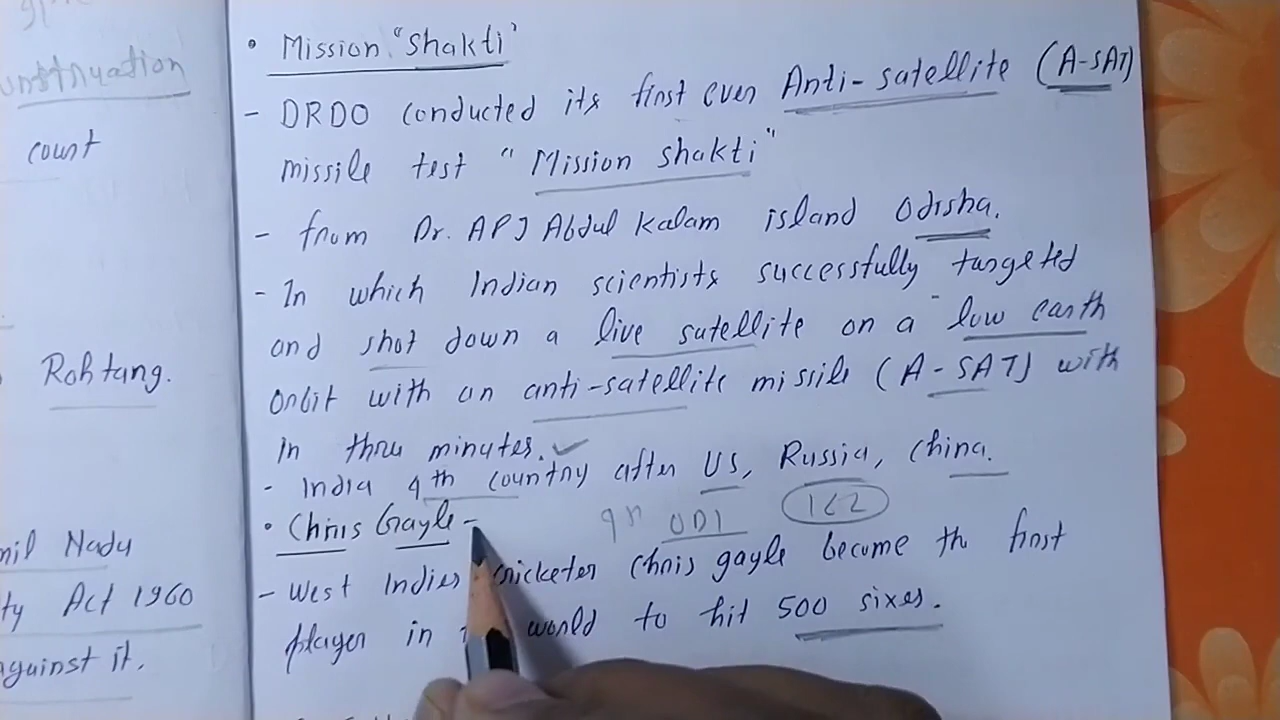 unstruation
count
Rohtang.
mil Nadu
ty Act 1960
against it.
• Mission "Shakti"
- DRDO conducted its first ever Anti-satellite (A-SAT)
missile test "Mission Shakti"
- from Dr. APJ Abdul Kalam island Odisha.
- In which Indian scientists successfully targeted
and shot down a live satellite on a low earth
Orbit with an anti-satellite missile (A-SAT) with
In three minutes.
- India 4th country after US, Russia, China.
• Chris Gayle- ODI
- West Indies cricketer Chris gayle become the first
player in world to hit 500 sixes.